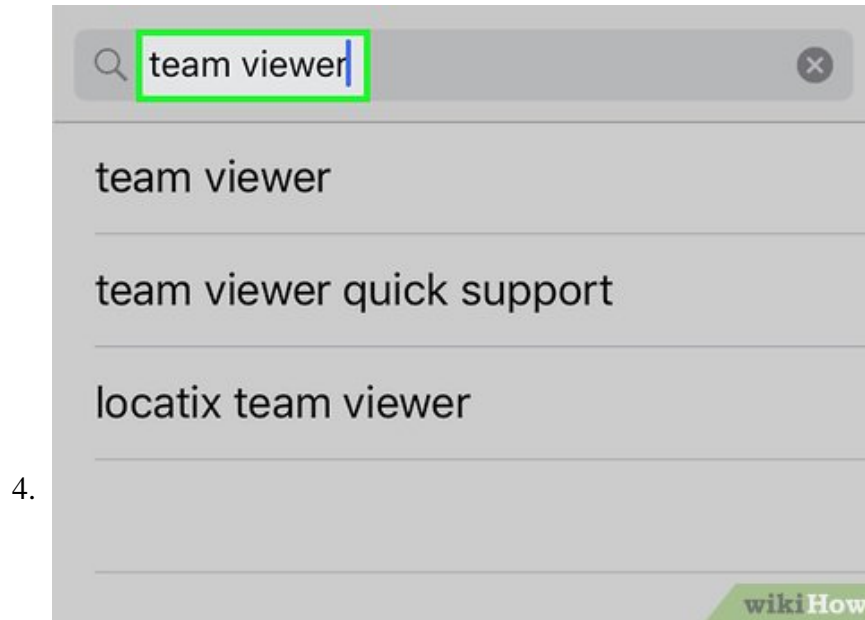 team viewer
team viewer
team viewer quick support
locatix team viewer
4.
wikiHow